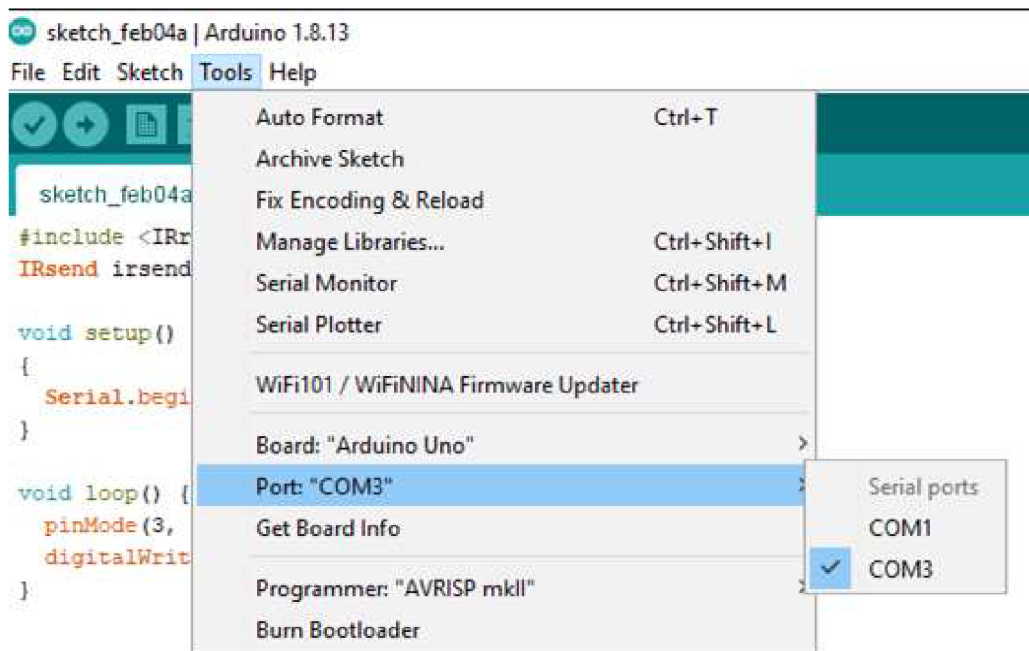 sketch_feb04a | Arduino 1.8.13
File Edit Sketch Tools Help
Auto Format Ctrl+T
Archive Sketch
Fix Encoding & Reload
Manage Libraries... Ctrl+Shift+I
Serial Monitor Ctrl+Shift+M
Serial Plotter Ctrl+Shift+L
WiFi101 / WiFiNINA Firmware Updater
Board: "Arduino Uno"
Port: "COM3"
Get Board Info
Programmer: "AVRISP mkII"
Burn Bootloader
Serial ports
COM1
COM3
sketch_feb04a
#include <IRr
IRsend irsend
void setup()
{
Serial.begi
}
void loop() {
pinMode(3,
digitalWrit
}